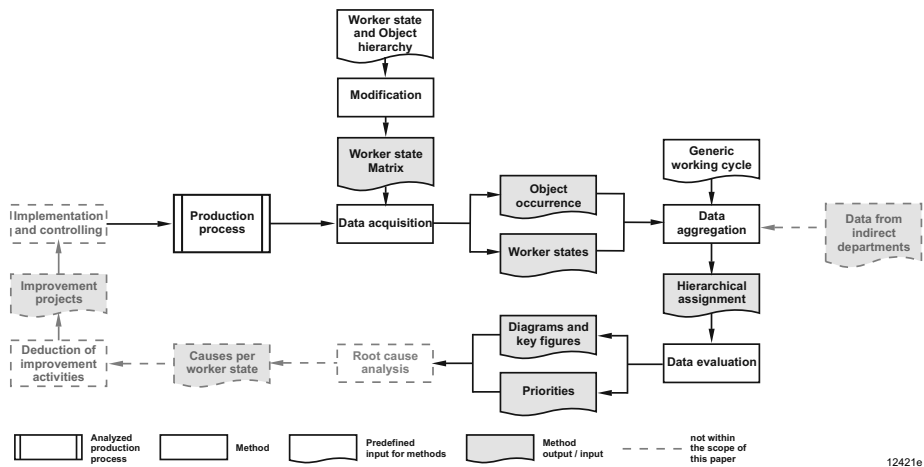 Worker state
and Object
hierarchy
Modification
Worker state
Matrix
Generic
working cycle
Implementation
and controlling
Production
process
Data acquisition
Object
occurrence
Worker states
Data
aggregation
Data from
indirect
departments
Improvement
projects
Hierarchical
assignment
Deduction of
improvement
activities
Causes per
worker state
Root cause
analysis
Diagrams and
key figures
Priorities
Data evaluation
Analyzed
production
process
Method
Predefined
input for methods
Method
output / input
not within
the scope of
this paper
12421e